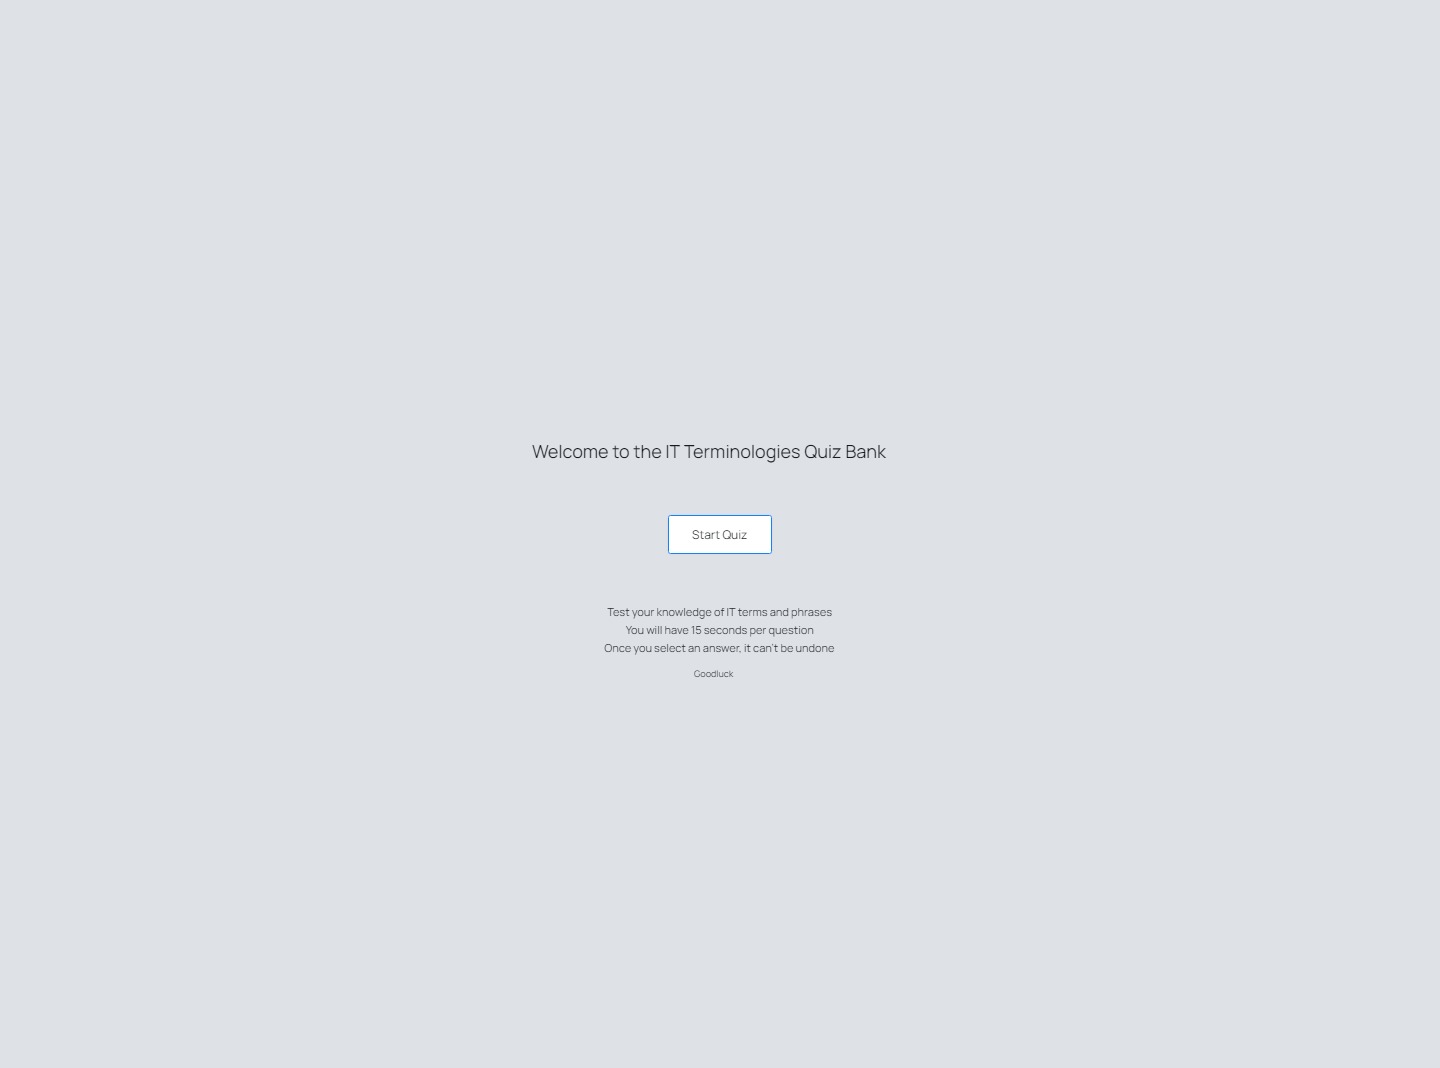 Welcome to the IT Terminologies Quiz Bank
Start Quiz
Test your knowledge of IT terms and phrases
You will have 15 seconds per question
Once you select an answer, it can't be undone
Goodluck